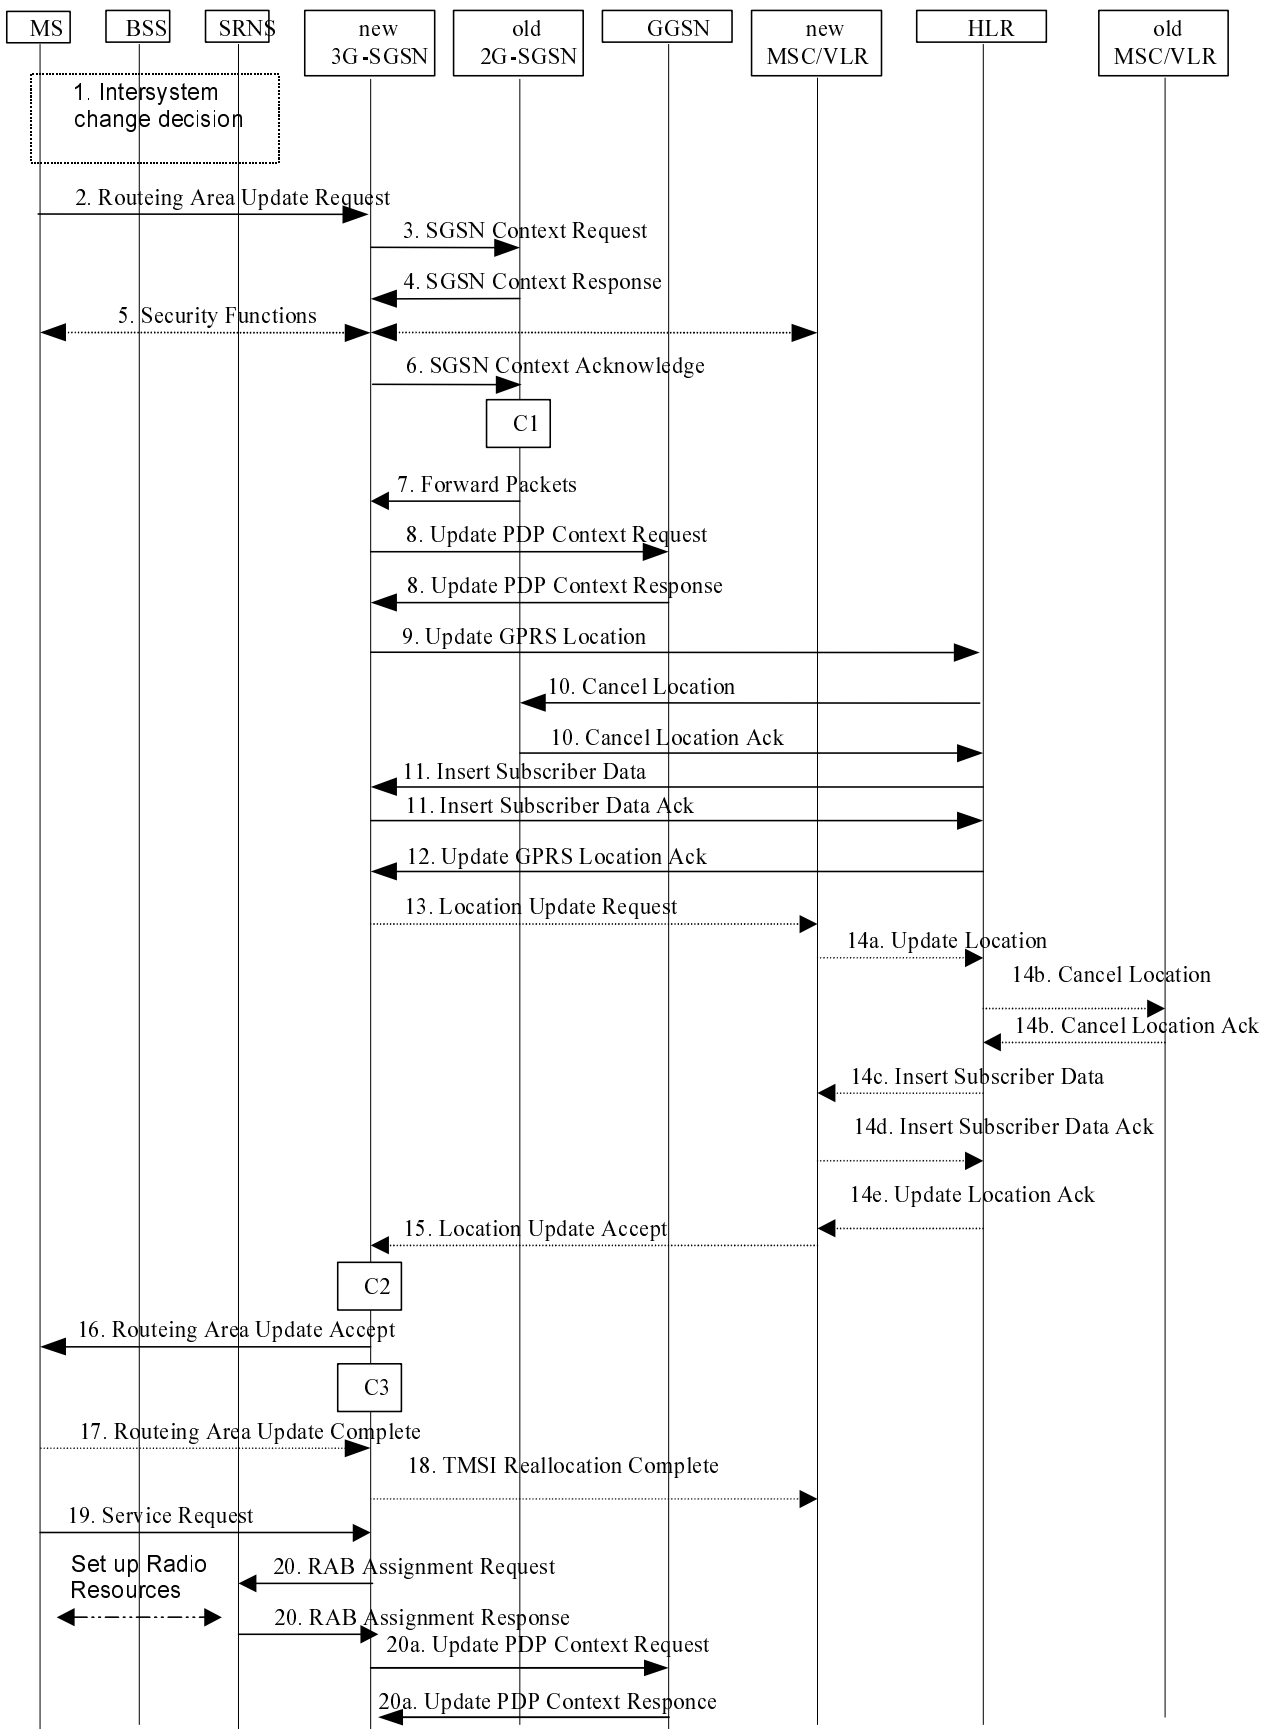 MS
BSS
SRNS
new
3G-SGSN
old
2G-SGSN
GGSN
new
MSC/VLR
HLR
old
MSC/VLR
1. Intersystem
change decision
2. Routeing Area Update Request
3. SGSN Context Request
4. SGSN Context Response
5. Security Functions
6. SGSN Context Acknowledge
C1
7. Forward Packets
8. Update PDP Context Request
8. Update PDP Context Response
9. Update GPRS Location
10. Cancel Location
10. Cancel Location Ack
11. Insert Subscriber Data
11. Insert Subscriber Data Ack
12. Update GPRS Location Ack
13. Location Update Request
14a. Update Location
14b. Cancel Location
14b. Cancel Location Ack
14c. Insert Subscriber Data
14d. Insert Subscriber Data Ack
14e. Update Location Ack
15. Location Update Accept
C2
16. Routeing Area Update Accept
C3
17. Routeing Area Update Complete
18. TMSI Reallocation Complete
19. Service Request
Set up Radio
Resources
20. RAB Assignment Request
20. RAB Assignment Response
20a. Update PDP Context Request
20a. Update PDP Context Responce